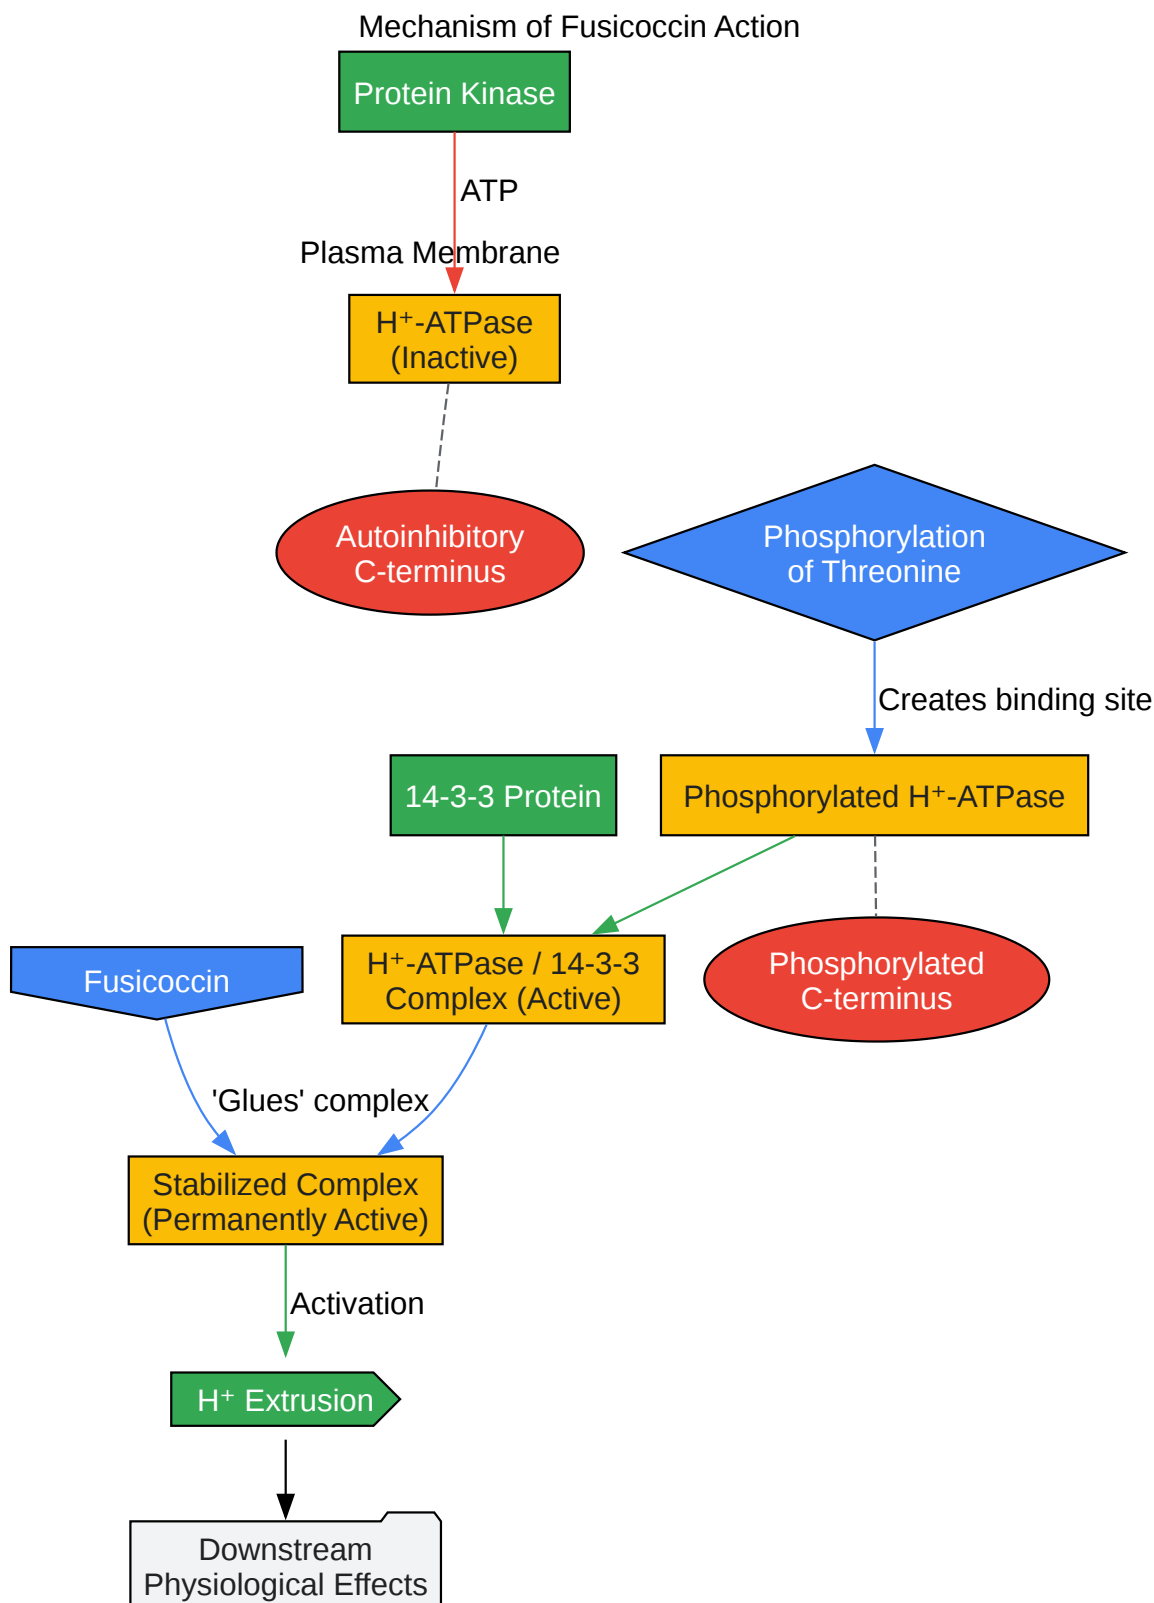 Mechanism of Fusicoccin Action
Protein Kinase
ATP
Plasma Membrane
H⁺-ATPase
(Inactive)
Autoinhibitory
C-terminus
Phosphorylation
of Threonine
Creates binding site
14-3-3 Protein
Phosphorylated H⁺-ATPase
Fusicoccin
H⁺-ATPase / 14-3-3
Complex (Active)
Phosphorylated
C-terminus
'Glues' complex
Stabilized Complex
(Permanently Active)
Activation
H⁺ Extrusion
Downstream
Physiological Effects